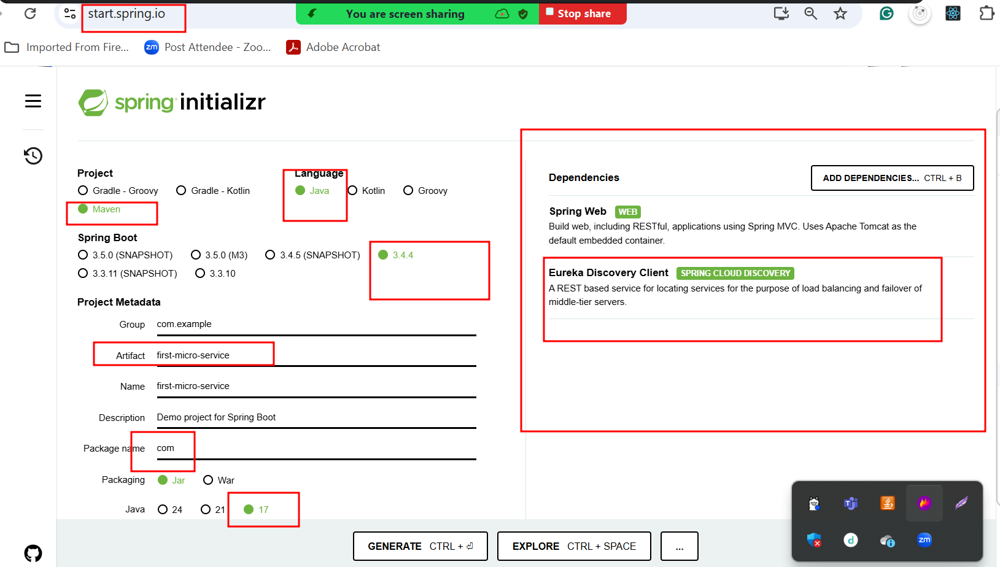 start.spring.io
You are screen sharing
Stop share
Imported From Fire...
zm Post Attendee - Zoo...
Adobe Acrobat
spring initializr
Project
Gradle - Groovy
Gradle - Kotlin
Maven
Language
Java
Kotlin
Groovy
Spring Boot
3.5.0 (SNAPSHOT)
3.5.0 (M3)
3.4.5 (SNAPSHOT)
3.4.4
3.3.11 (SNAPSHOT)
3.3.10
Project Metadata
Group com.example
Artifact first-micro-service
Name first-micro-service
Description Demo project for Spring Boot
Package name com
Packaging Jar War
Java 24 21 17
Dependencies
ADD DEPENDENCIES... CTRL + B
Spring Web WEB
Build web, including RESTful, applications using Spring MVC. Uses Apache Tomcat as the
default embedded container.
Eureka Discovery Client SPRING CLOUD DISCOVERY
A REST based service for locating services for the purpose of load balancing and failover of
middle-tier servers.
GENERATE CTRL + ⏎
EXPLORE CTRL + SPACE
...
zm